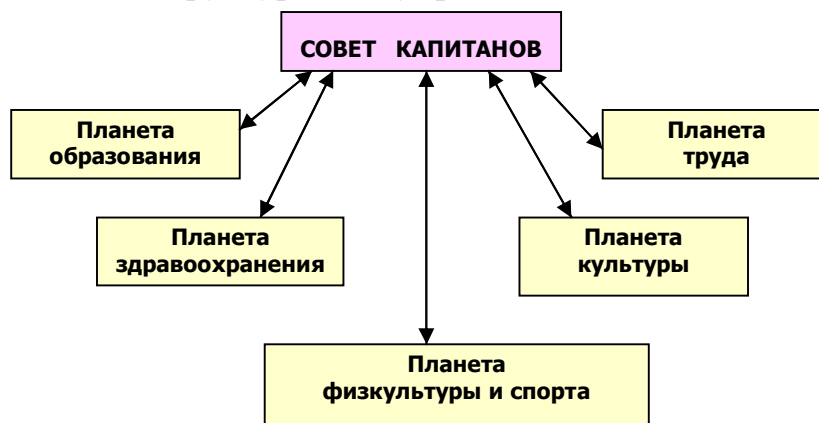 СОВЕТ КАПИТАНОВ
Планета
образования
Планета
труда
Планета
здравоохранения
Планета
культуры
Планета
физкультуры и спорта